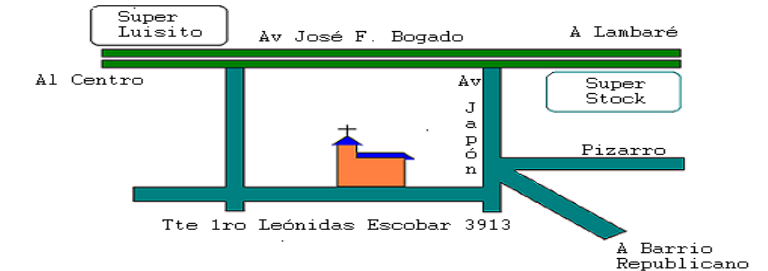 Super
Luisito
Av José F. Bogado
A Lambaré
Al Centro
Av
Japón
Super
Stock
Pizarro
Tte 1ro Leónidas Escobar 3913
A Barrio
Republicano